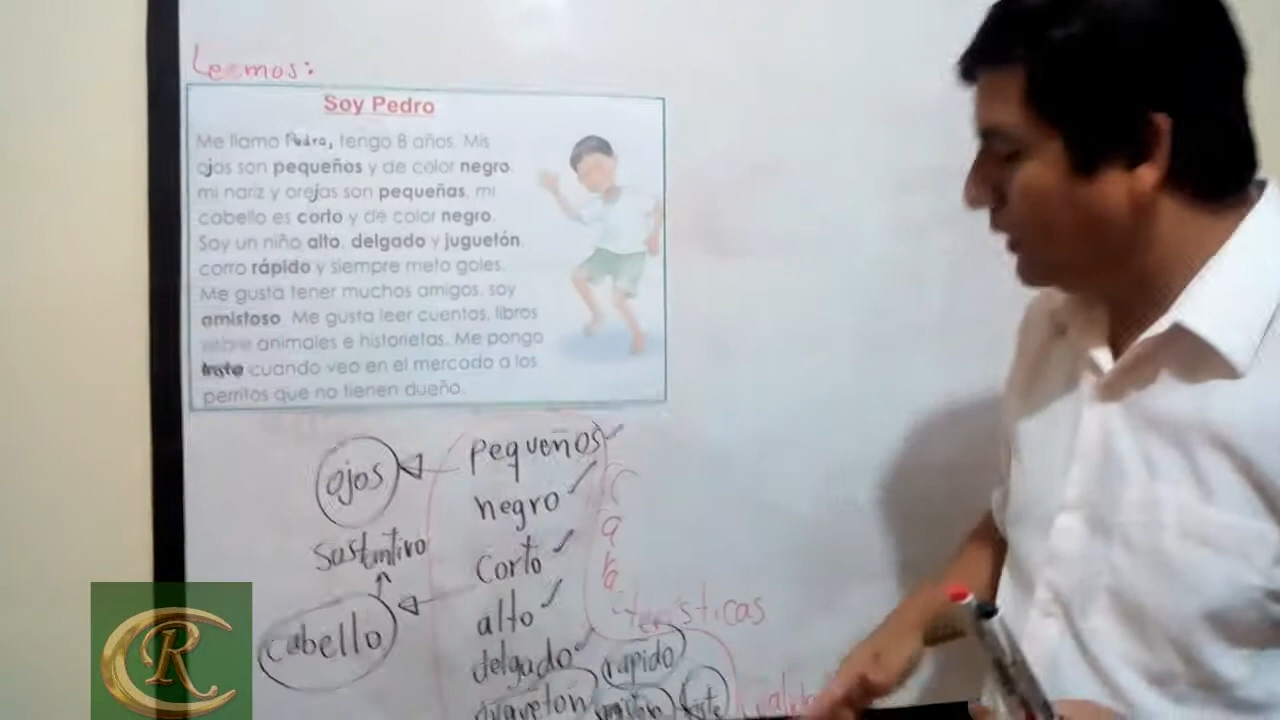 Leemos:
Soy Pedro
Me llamo Pedro, tengo 8 años. Mis
ojos son pequeños y de color negro,
mi nariz y orejas son pequeñas, mi
cabello es corto y de color negro.
Soy un niño alto, delgado y juguetón,
corro rápido y siempre meto goles.
Me gusta tener muchos amigos, soy
amistoso. Me gusta leer cuentos, libros
sobre animales e historietas. Me pongo
triste cuando veo en el mercado a los
perritos que no tienen dueño.
pequeños
ojos
negro
sustantivo
corto
alto
cabello
delgado
rápido
juguetón
triste
características
CR